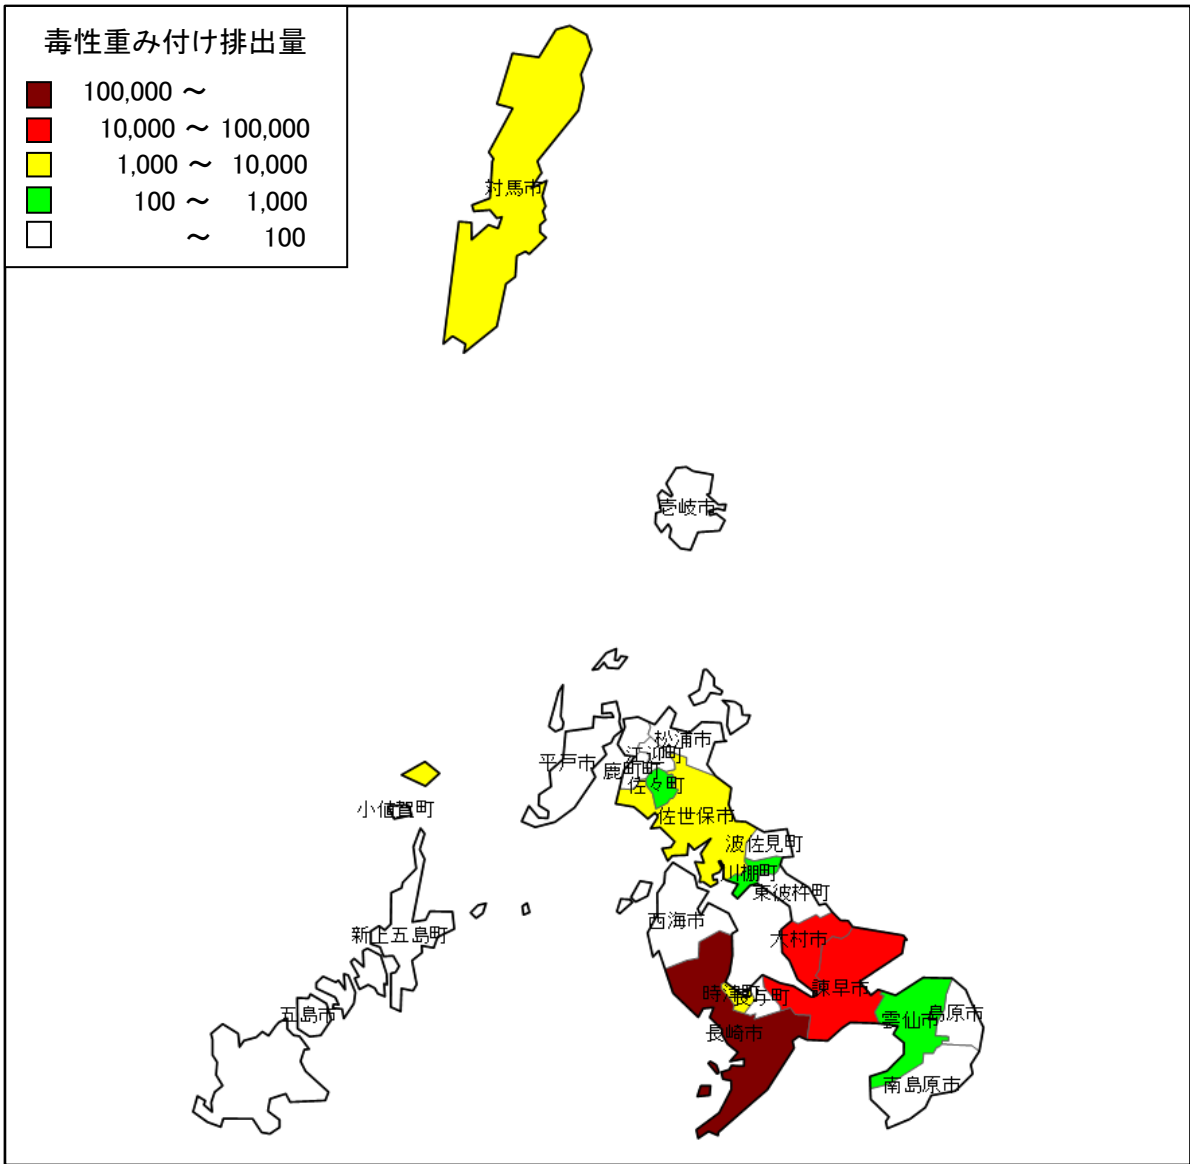 毒性重み付け排出量
100,000 ～
10,000 ～ 100,000
1,000 ～ 10,000
100 ～ 1,000
～ 100
対馬市
壱岐市
松浦市
江迎町
平戸市
鹿町町
佐々町
小値賀町
佐世保市
波佐見町
川棚町
東彼杵町
西海市
新上五島町
大村市
諫早市
時津町
長与町
五島市
島原市
雲仙市
長崎市
南島原市